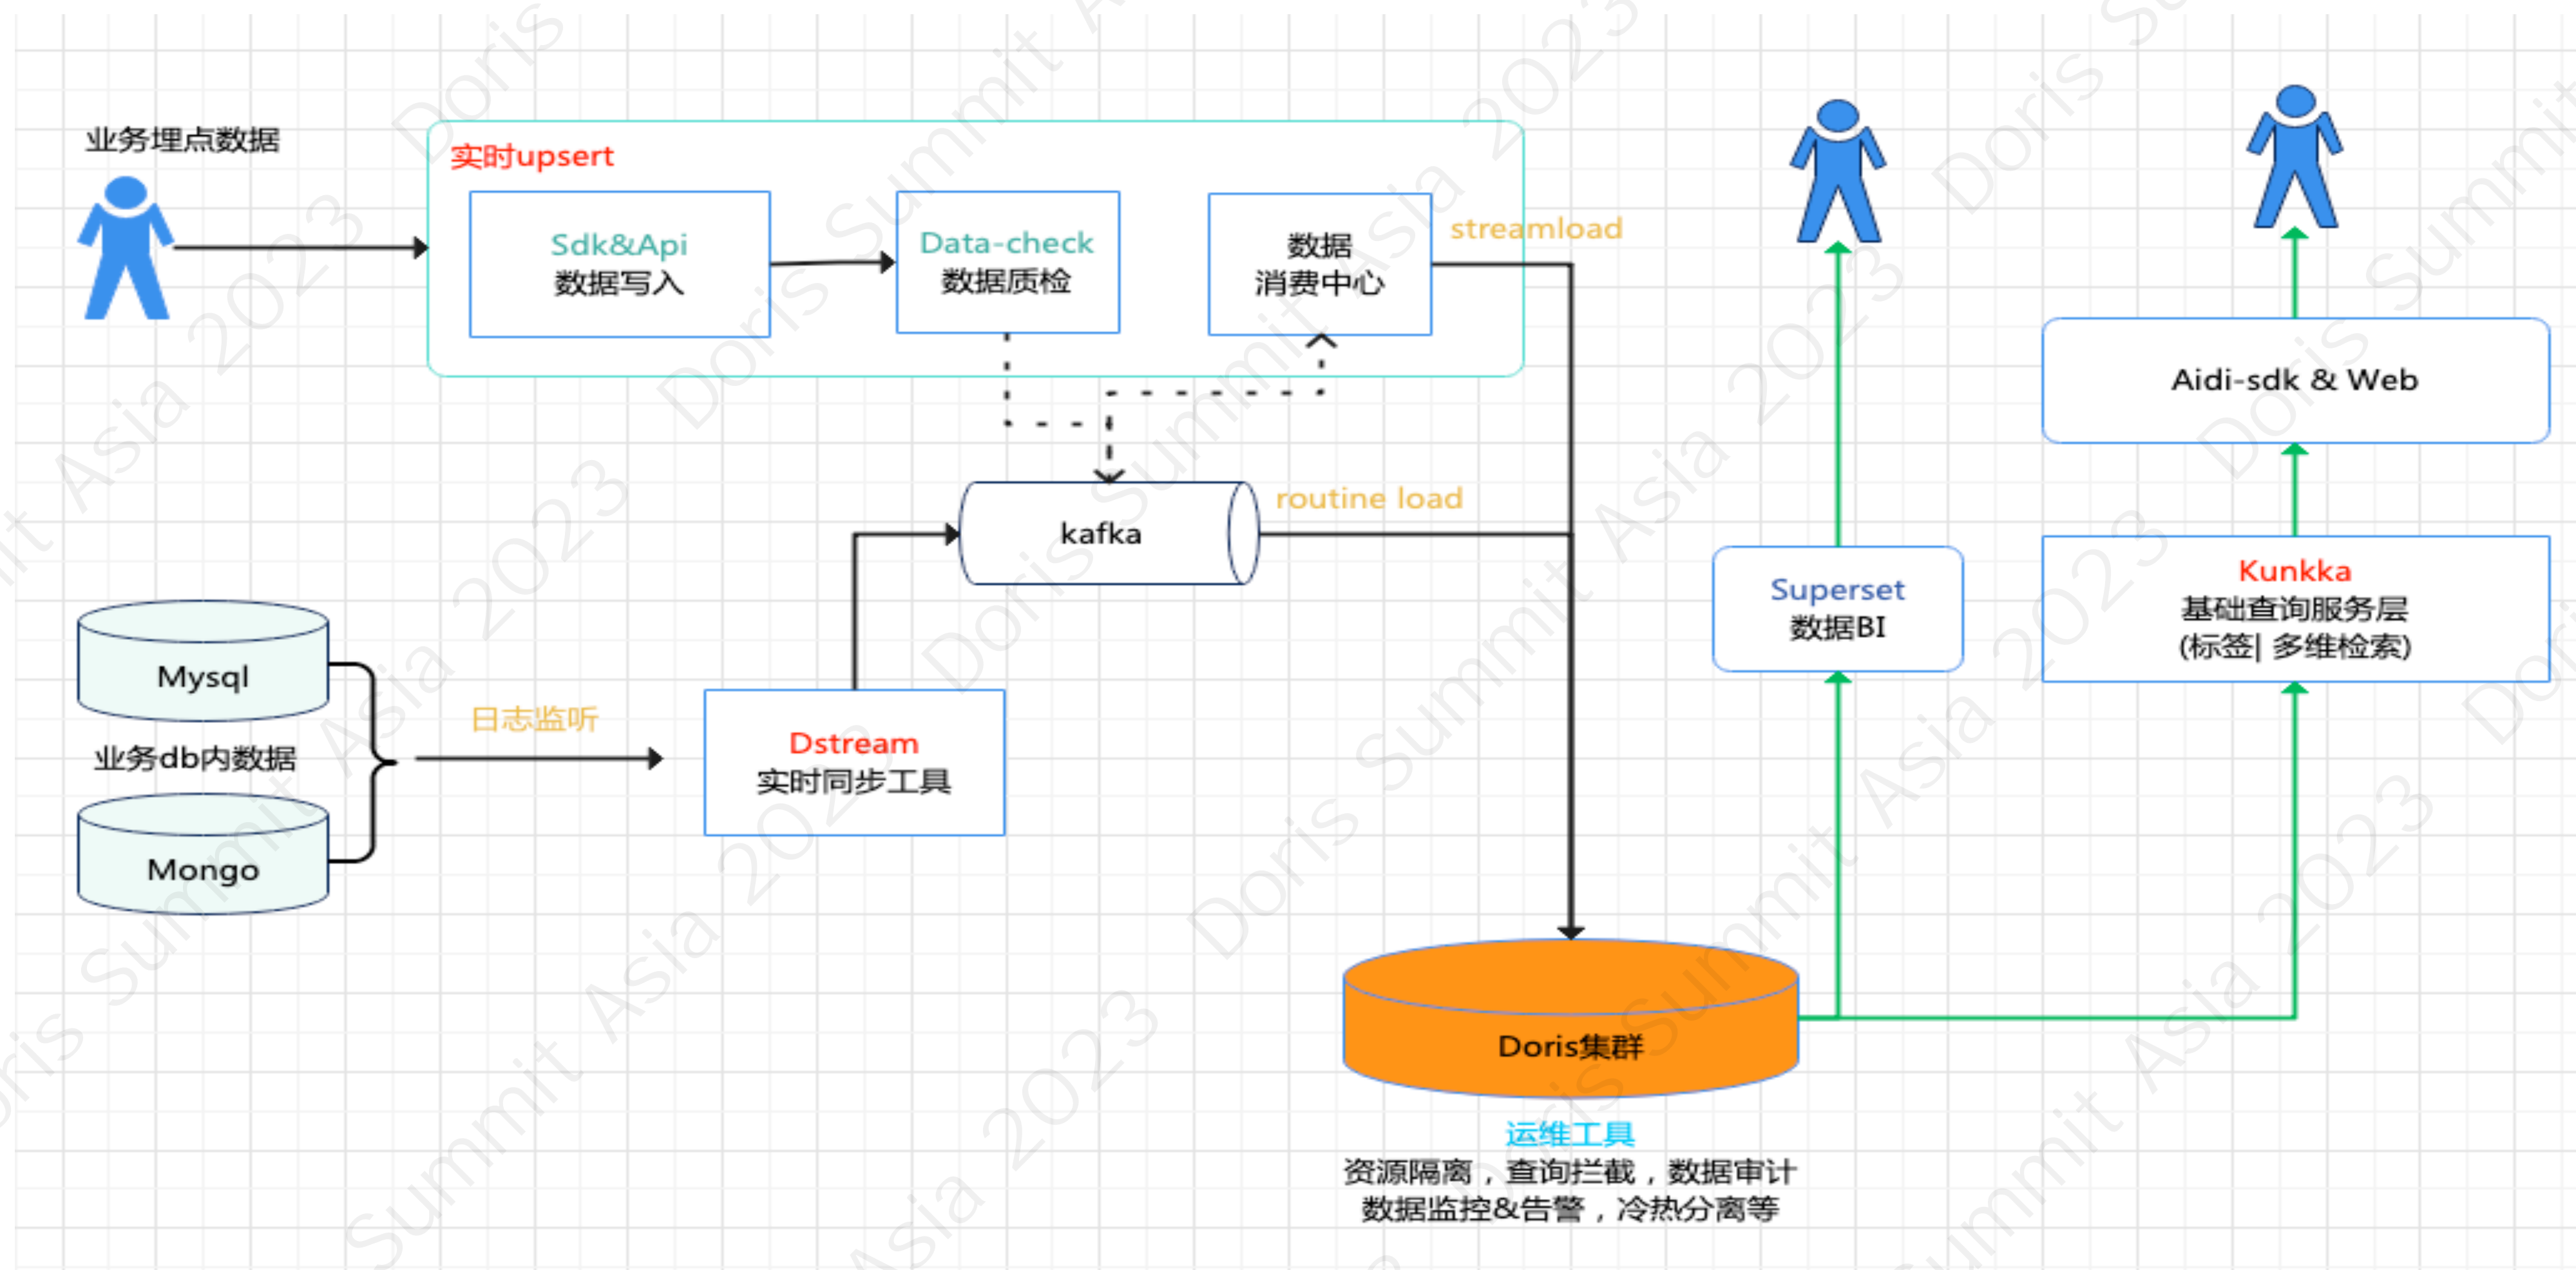 业务埋点数据
实时upsert
Sdk&Api
数据写入
Data-check
数据质检
数据
消费中心
streamload
kafka
routine load
Mysql
业务db内数据
Mongo
日志监听
Dstream
实时同步工具
Superset
数据BI
Aidi-sdk & Web
Kunkka
基础查询服务层
(标签| 多维检索)
Doris集群
运维工具
资源隔离，查询拦截，数据审计
数据监控&告警，冷热分离等
Doris Summit Asia 2023